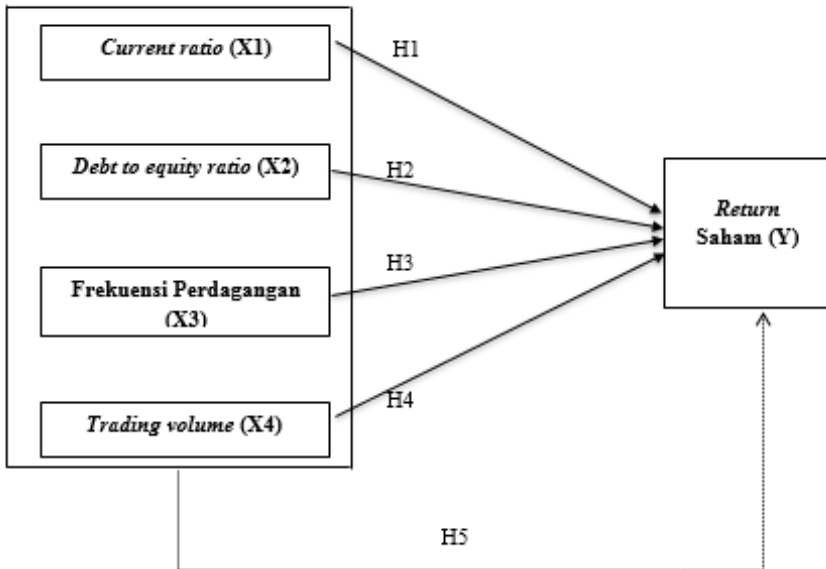 Current ratio (X1)
H1
Debt to equity ratio (X2)
H2
Return
Saham (Y)
Frekuensi Perdagangan
(X3)
H3
Trading volume (X4)
H4
H5